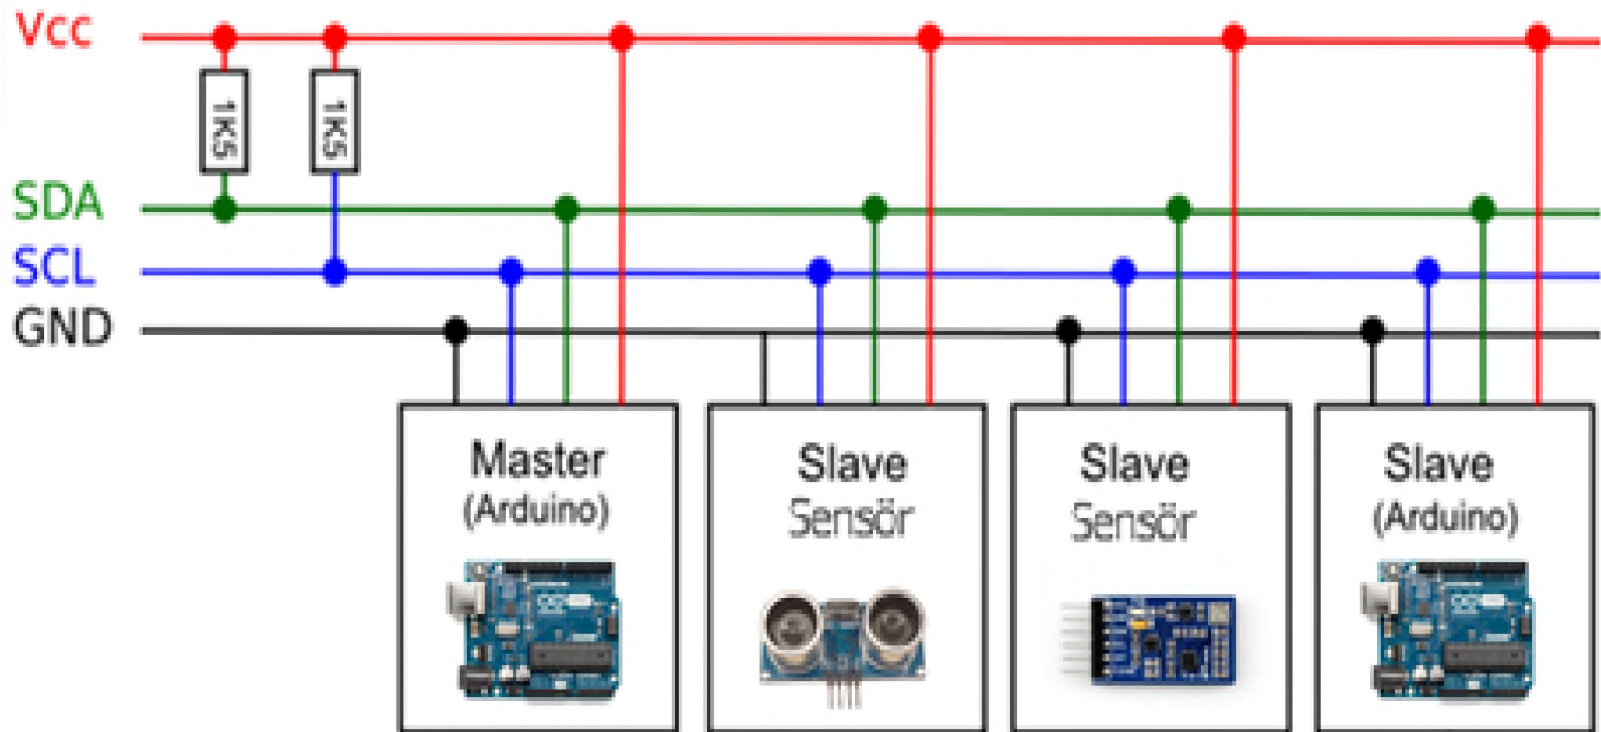 Vcc
1K5
1K5
SDA
SCL
GND
Master
(Arduino)
Slave
Sensör
Slave
Sensör
Slave
(Arduino)